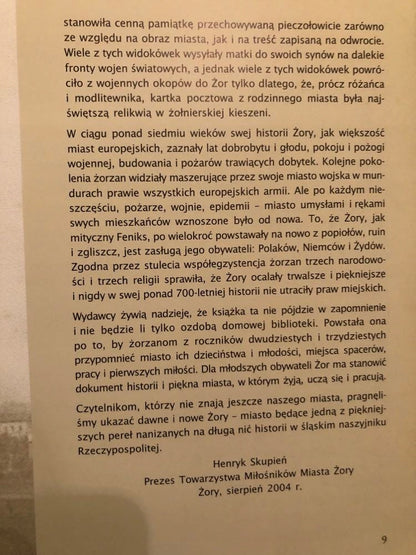 stanowiła cenną pamiątkę przechowywaną pieczołowicie zarówno
ze względu na obraz miasta, jak i na treść zapisaną na odwrocie.
Wiele z tych widokówek wysyłały matki do swoich synów na dalekie
fronty wojen światowych, a jednak wiele z tych widokówek powró-
ciło z wojennych okopów do Żor tylko dlatego, że, prócz różańca
i modlitewnika, kartka pocztowa z rodzinnego miasta była naj-
świętszą relikwią w żołnierskiej kieszeni.
W ciągu ponad siedmiu wieków swej historii Żory, jak większość
miast europejskich, zaznały lat dobrobytu i głodu, pokoju i pożogi
wojennej, budowania i pożarów trawiących dobytek. Kolejne poko-
lenia żorzan widziały maszerujące przez swoje miasto wojska w mun-
durach prawie wszystkich europejskich armii. Ale po każdym nie-
szczęściu, pożarze, wojnie, epidemii – miasto umysłami i rękami
swych mieszkańców wznoszone było od nowa. To, że Żory, jak
mityczny Feniks, po wielokroć powstawały na nowo z popiołów, ruin
i zgliszcz, jest zasługą jego obywateli: Polaków, Niemców i Żydów.
Zgodna przez stulecia współegzystencja żorzan trzech narodowo-
ści i trzech religii sprawiła, że Żory ocalały trwalsze i piękniejsze
i nigdy w swej ponad 700-letniej historii nie utraciły praw miejskich.
Wydawcy żywią nadzieję, że książka ta nie pójdzie w zapomnienie
i nie będzie li tylko ozdobą domowej biblioteki. Powstała ona
po to, by żorzanom z roczników dwudziestych i trzydziestych
przypomnieć miasto ich dzieciństwa i młodości, miejsca spacerów,
pracy i pierwszych miłości. Dla młodszych obywateli Żor ma stanowić
dokument historii i piękna miasta, w którym żyją, uczą się i pracują.
Czytelnikom, którzy nie znają jeszcze naszego miasta, pragnęli-
śmy ukazać dawne i nowe Żory – miasto będące jedną z piękniej-
szych pereł nanizanych na długą nić historii w śląskim naszyjniku
Rzeczypospolitej.
Henryk Skupień
Prezes Towarzystwa Miłośników Miasta Żory
Żory, sierpień 2004 r.
9